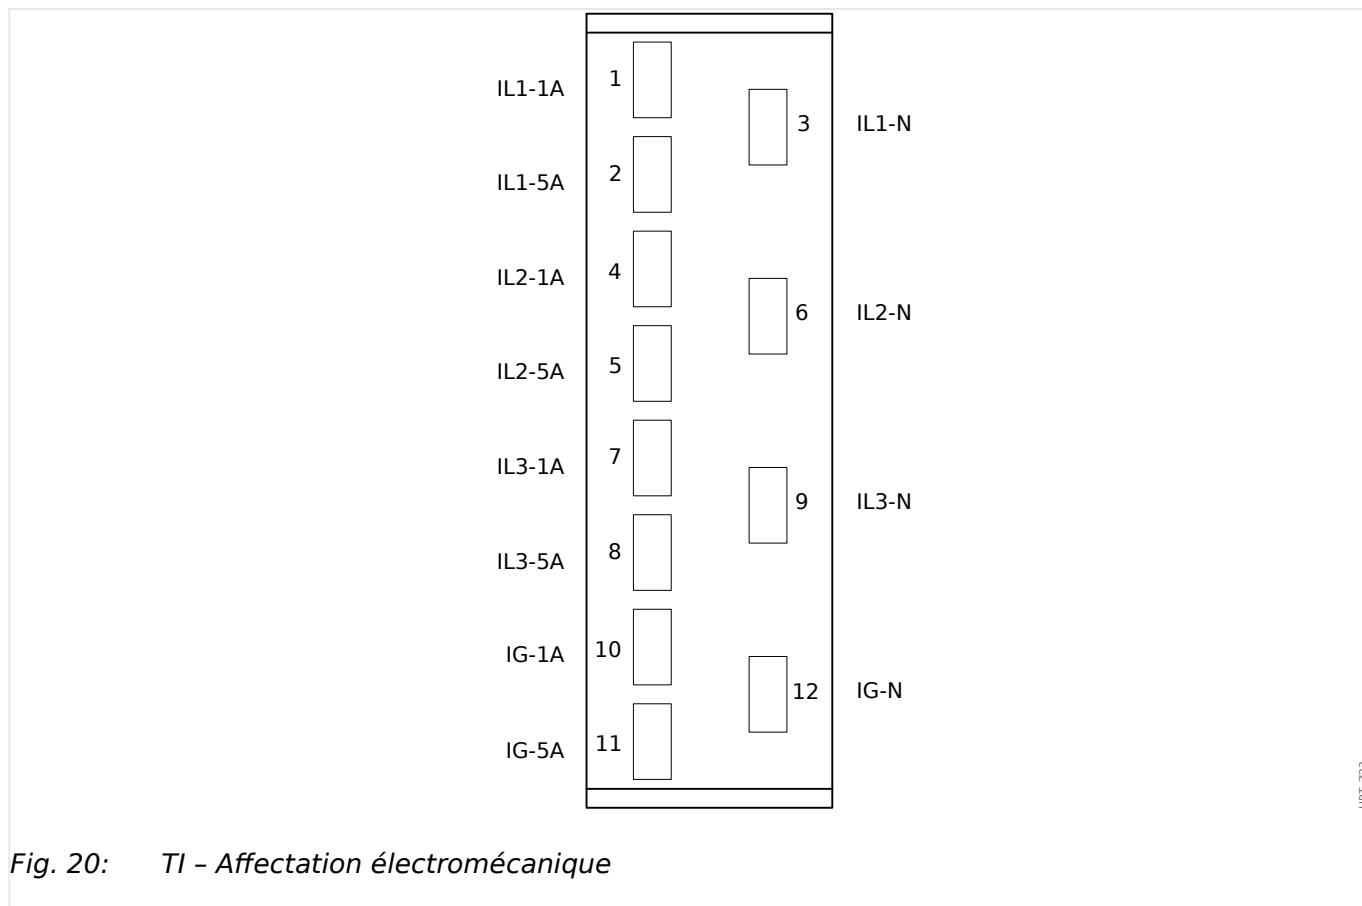 IL1-1A 1
3 IL1-N
IL1-5A 2
IL2-1A 4
6 IL2-N
IL2-5A 5
IL3-1A 7
9 IL3-N
IL3-5A 8
IG-1A 10
12 IG-N
IG-5A 11
Fig. 20: TI – Affectation électromécanique